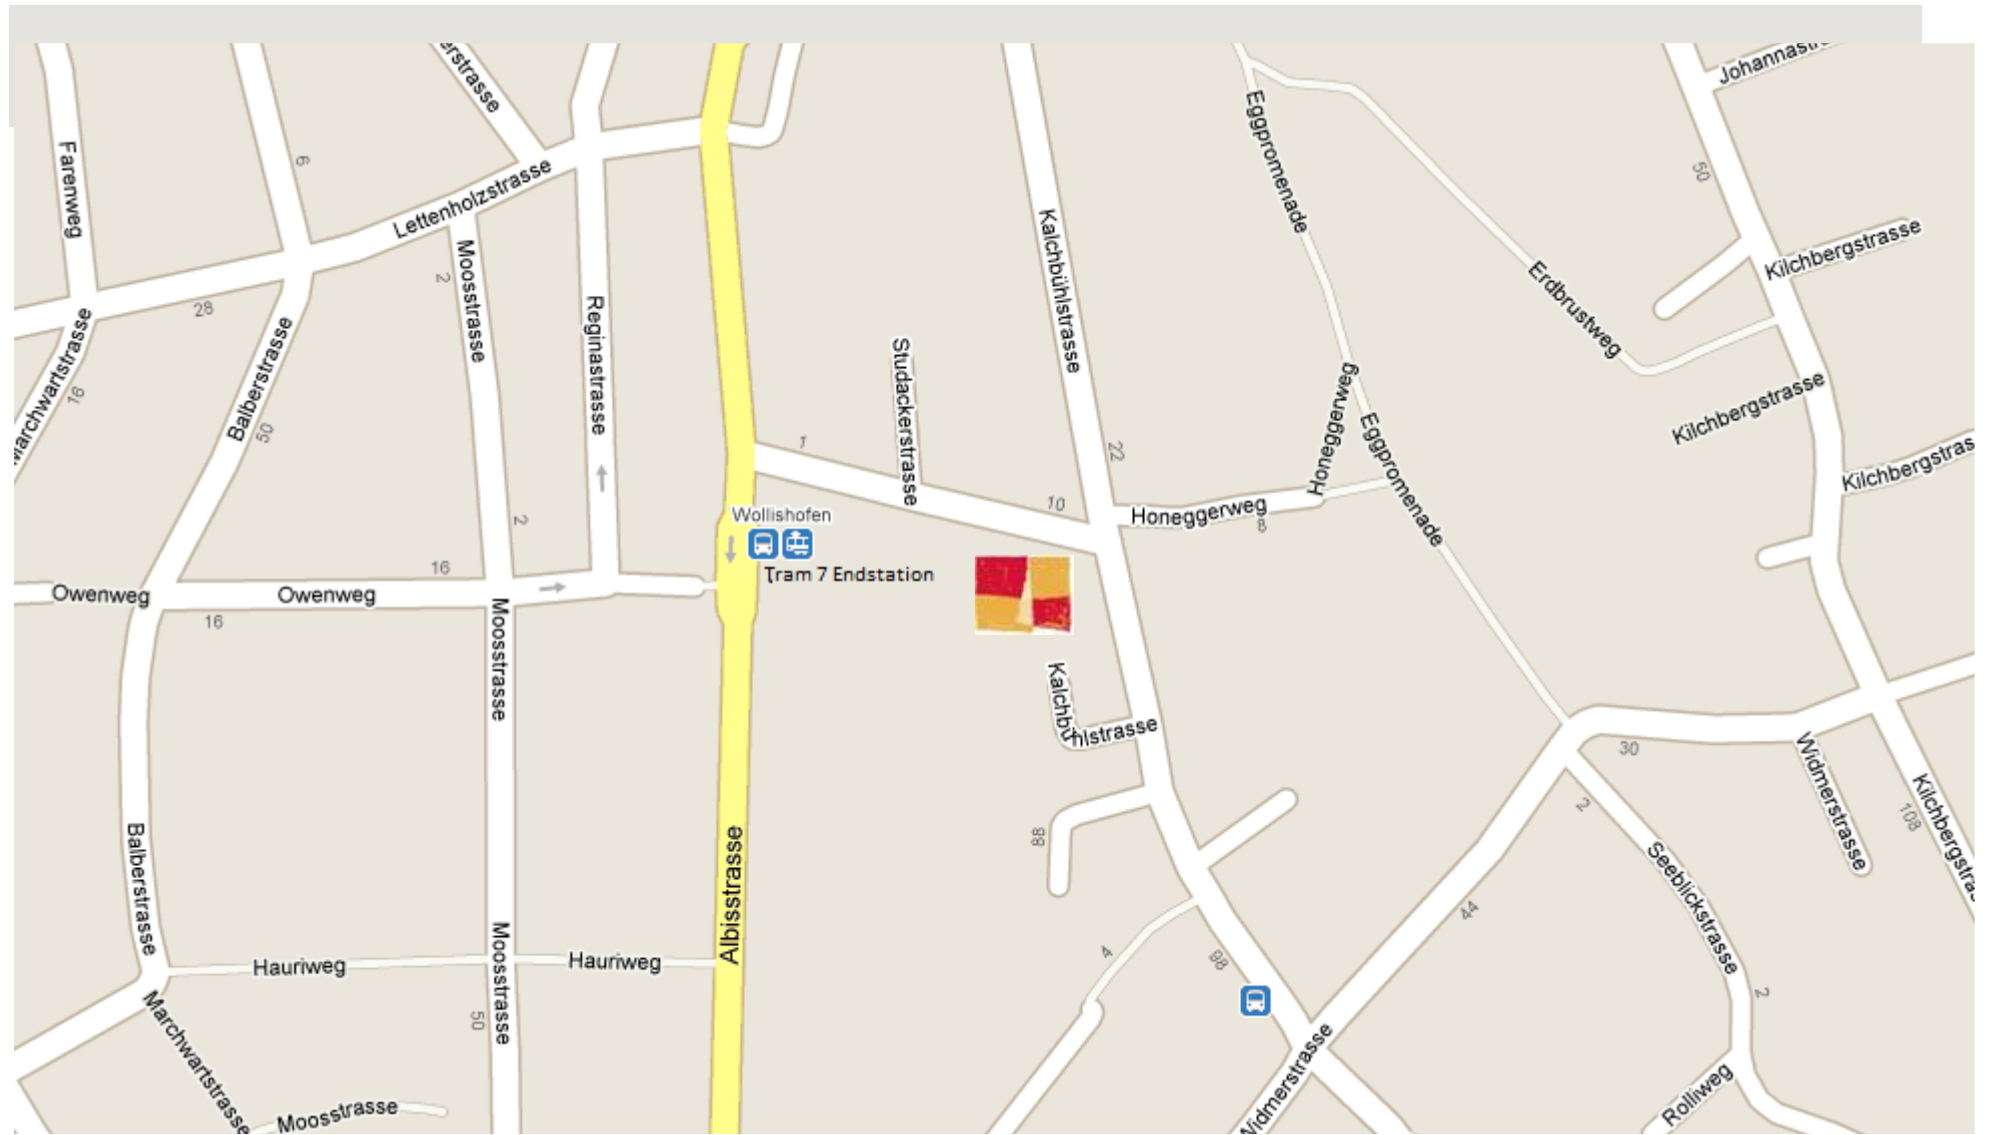 Johannastr
erstrasse
Farenweg
6
Eggpromenade
50
Lettenholzstrasse
Kalchbühlstrasse
Kilchbergstrasse
Moosstrasse
2
28
Reginastrasse
Erdbrustweg
Marchwartstrasse
16
Balberstrasse
50
Studackerstrasse
Honeggerweg
Kilchbergstrasse
Eggpromenade
1
22
Kilchbergstras
10
2
Wollishofen
Honeggerweg
8
16
Tram 7 Endstation
Owenweg
Owenweg
16
Moosstrasse
Kalchbühlstrasse
30
Widmerstrasse
2
Kilchbergstra
108
88
Balberstrasse
Albisstrasse
Seeblickstrasse
44
Moosstrasse
4
98
Hauriweg
Hauriweg
2
Marchwartstrasse
50
Widmerstrasse
Rolliweg
Moosstrasse